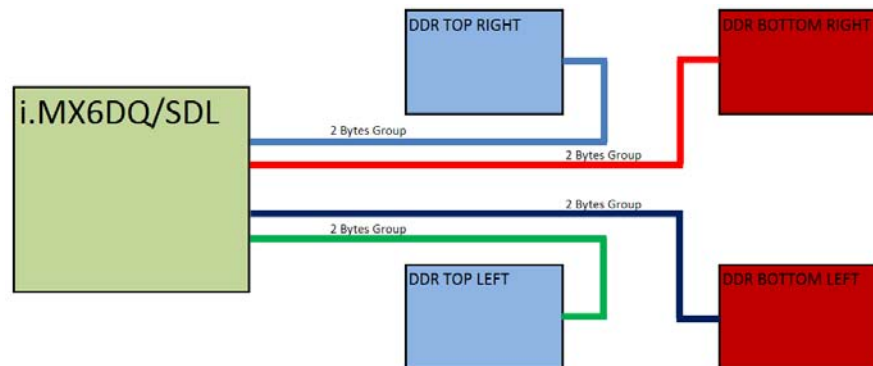 DDR TOP RIGHT
DDR BOTTOM RIGHT
i.MX6DQ/SDL
2 Bytes Group
2 Bytes Group
2 Bytes Group
2 Bytes Group
DDR TOP LEFT
DDR BOTTOM LEFT